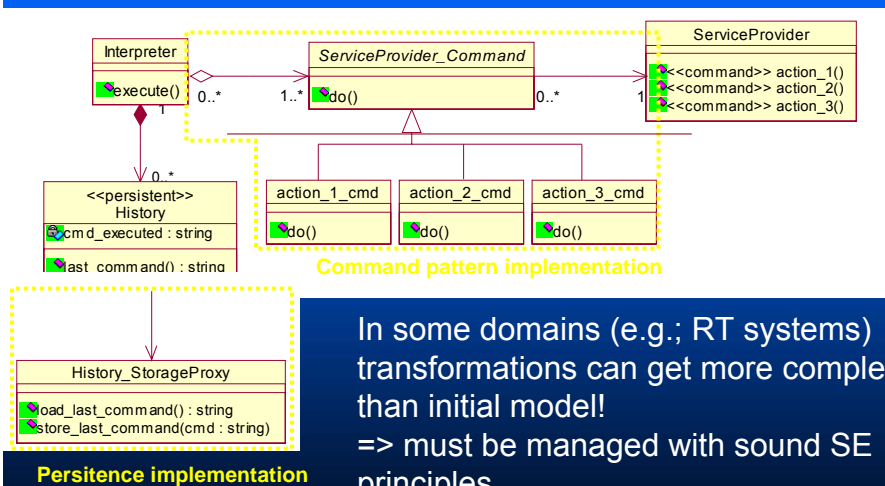 Interpreter
execute()
0..*
1..*
ServiceProvider_Command
do()
0..*
1
ServiceProvider
<<command>> action_1()
<<command>> action_2()
<<command>> action_3()
1
0..*
<<persistent>>
History
cmd_executed : string
last_command() : string
action_1_cmd
do()
action_2_cmd
do()
action_3_cmd
do()
Command pattern implementation
History_StorageProxy
load_last_command() : string
store_last_command(cmd : string)
Persitence implementation
In some domains (e.g.; RT systems)
transformations can get more comple
than initial model!
=> must be managed with sound SE
principles